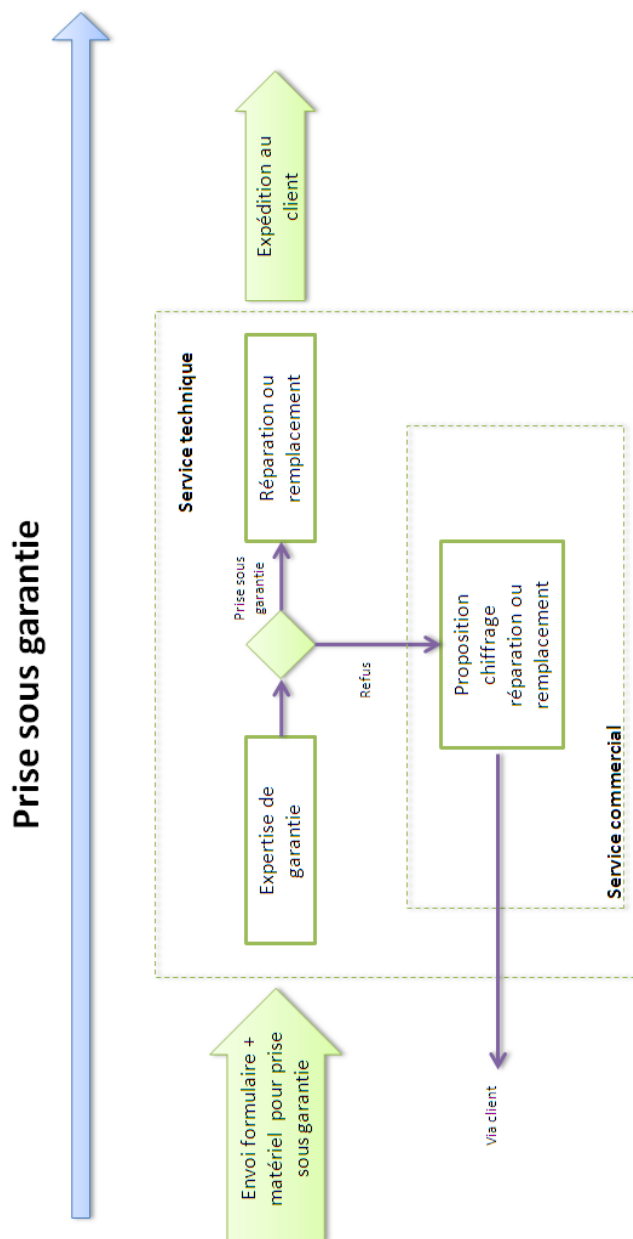 Prise sous garantie
Envoi formulaire +
matériel pour prise
sous garantie
Service technique
Expertise de
garantie
Prise sous
garantie
Réparation ou
remplacement
Expédition au
client
Refus
Proposition
chiffrage
réparation ou
remplacement
Service commercial
Via client